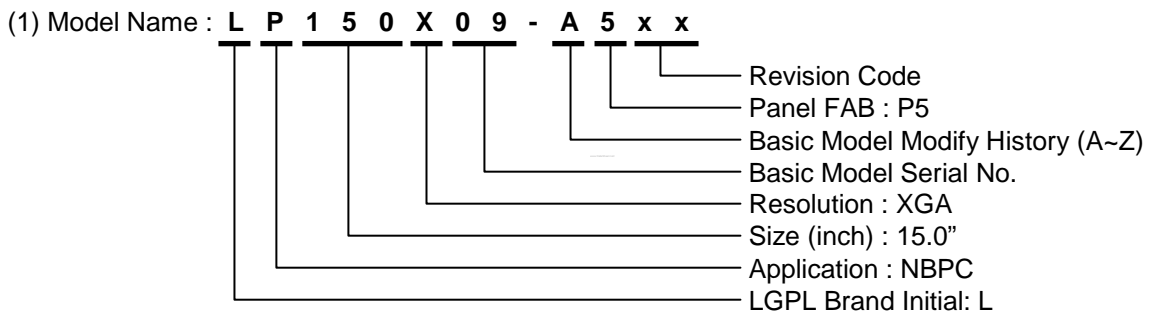 (1) Model Name : L P 1 5 0 X 0 9 - A 5 x x
Revision Code
Panel FAB : P5
Basic Model Modify History (A~Z)
Basic Model Serial No.
Resolution : XGA
Size (inch) : 15.0”
Application : NBPC
LGPL Brand Initial: L